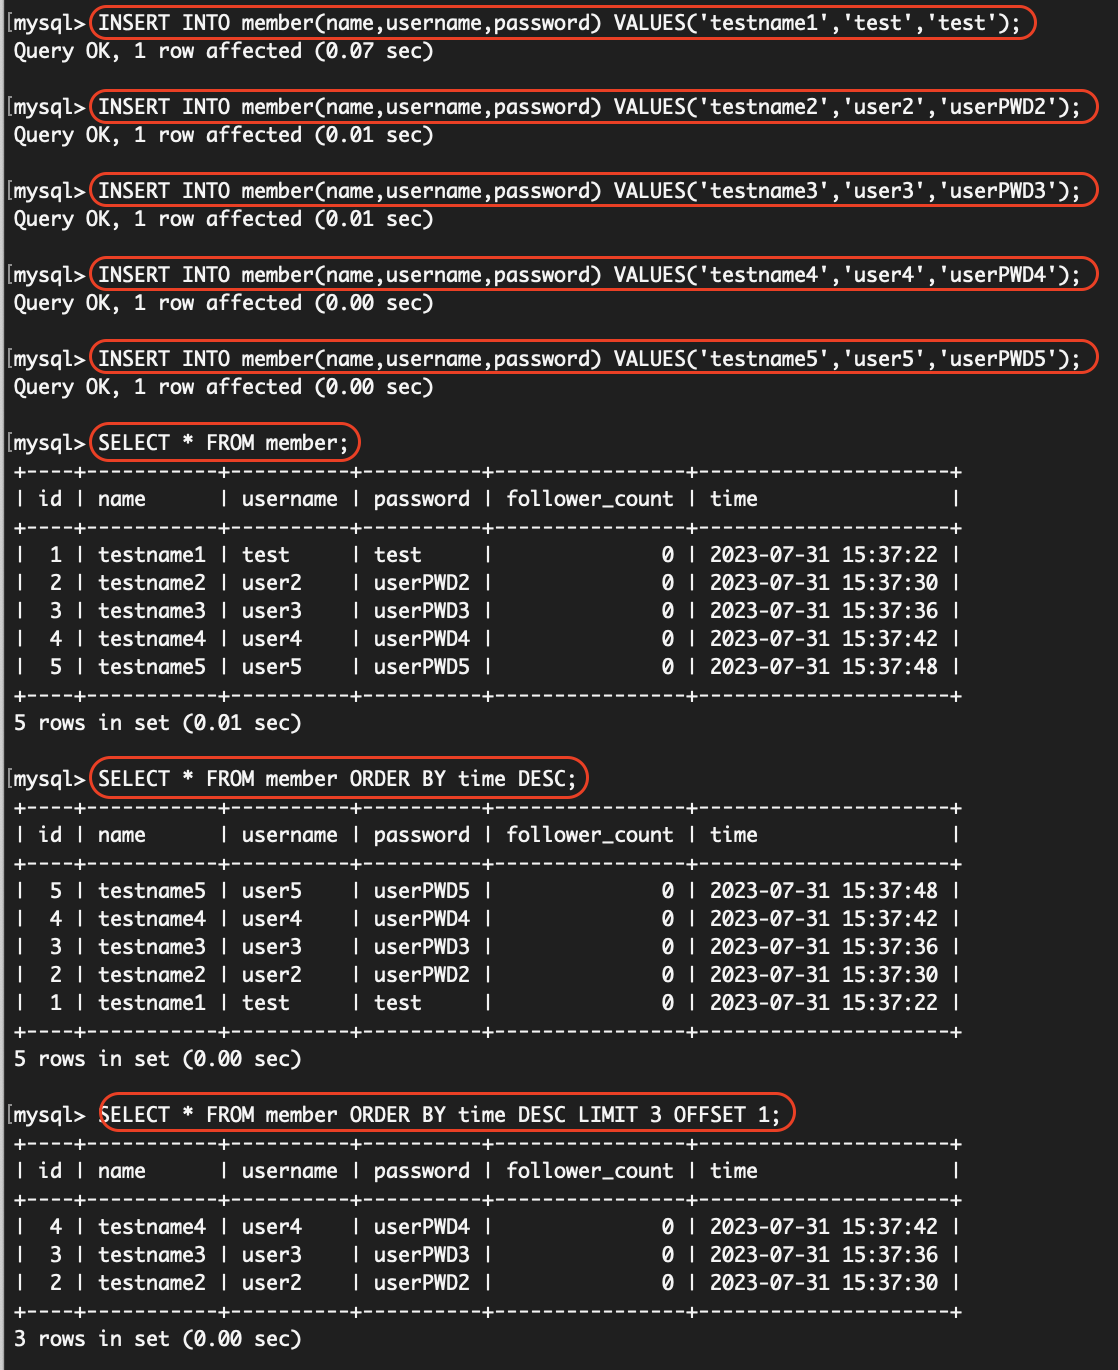 mysql> INSERT INTO member(name,username,password) VALUES('testname1','test','test');
Query OK, 1 row affected (0.07 sec)
mysql> INSERT INTO member(name,username,password) VALUES('testname2','user2','userPWD2');
Query OK, 1 row affected (0.01 sec)
mysql> INSERT INTO member(name,username,password) VALUES('testname3','user3','userPWD3');
Query OK, 1 row affected (0.01 sec)
mysql> INSERT INTO member(name,username,password) VALUES('testname4','user4','userPWD4');
Query OK, 1 row affected (0.00 sec)
mysql> INSERT INTO member(name,username,password) VALUES('testname5','user5','userPWD5');
Query OK, 1 row affected (0.00 sec)
mysql> SELECT * FROM member;
+----+-----------+----------+----------+----------------+---------------------+
| id | name      | username | password | follower_count | time                |
+----+-----------+----------+----------+----------------+---------------------+
|  1 | testname1 | test     | test     |              0 | 2023-07-31 15:37:22 |
|  2 | testname2 | user2    | userPWD2 |              0 | 2023-07-31 15:37:30 |
|  3 | testname3 | user3    | userPWD3 |              0 | 2023-07-31 15:37:36 |
|  4 | testname4 | user4    | userPWD4 |              0 | 2023-07-31 15:37:42 |
|  5 | testname5 | user5    | userPWD5 |              0 | 2023-07-31 15:37:48 |
+----+-----------+----------+----------+----------------+---------------------+
5 rows in set (0.01 sec)
mysql> SELECT * FROM member ORDER BY time DESC;
+----+-----------+----------+----------+----------------+---------------------+
| id | name      | username | password | follower_count | time                |
+----+-----------+----------+----------+----------------+---------------------+
|  5 | testname5 | user5    | userPWD5 |              0 | 2023-07-31 15:37:48 |
|  4 | testname4 | user4    | userPWD4 |              0 | 2023-07-31 15:37:42 |
|  3 | testname3 | user3    | userPWD3 |              0 | 2023-07-31 15:37:36 |
|  2 | testname2 | user2    | userPWD2 |              0 | 2023-07-31 15:37:30 |
|  1 | testname1 | test     | test     |              0 | 2023-07-31 15:37:22 |
+----+-----------+----------+----------+----------------+---------------------+
5 rows in set (0.00 sec)
mysql> SELECT * FROM member ORDER BY time DESC LIMIT 3 OFFSET 1;
+----+-----------+----------+----------+----------------+---------------------+
| id | name      | username | password | follower_count | time                |
+----+-----------+----------+----------+----------------+---------------------+
|  4 | testname4 | user4    | userPWD4 |              0 | 2023-07-31 15:37:42 |
|  3 | testname3 | user3    | userPWD3 |              0 | 2023-07-31 15:37:36 |
|  2 | testname2 | user2    | userPWD2 |              0 | 2023-07-31 15:37:30 |
+----+-----------+----------+----------+----------------+---------------------+
3 rows in set (0.00 sec)